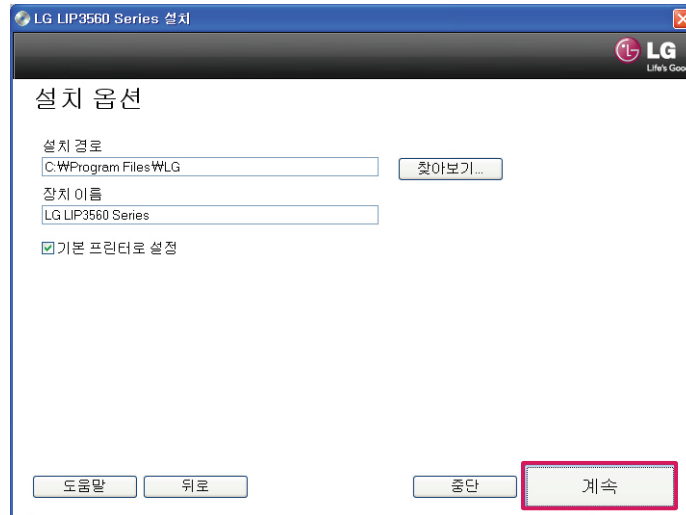 LG LIP3560 Series 설치
LG
Life's Goo
설치 옵션
설치 경로
C:₩Program Files₩LG
찾아보기...
장치 이름
LG LIP3560 Series
기본 프린터로 설정
도움말 뒤로 중단 계속